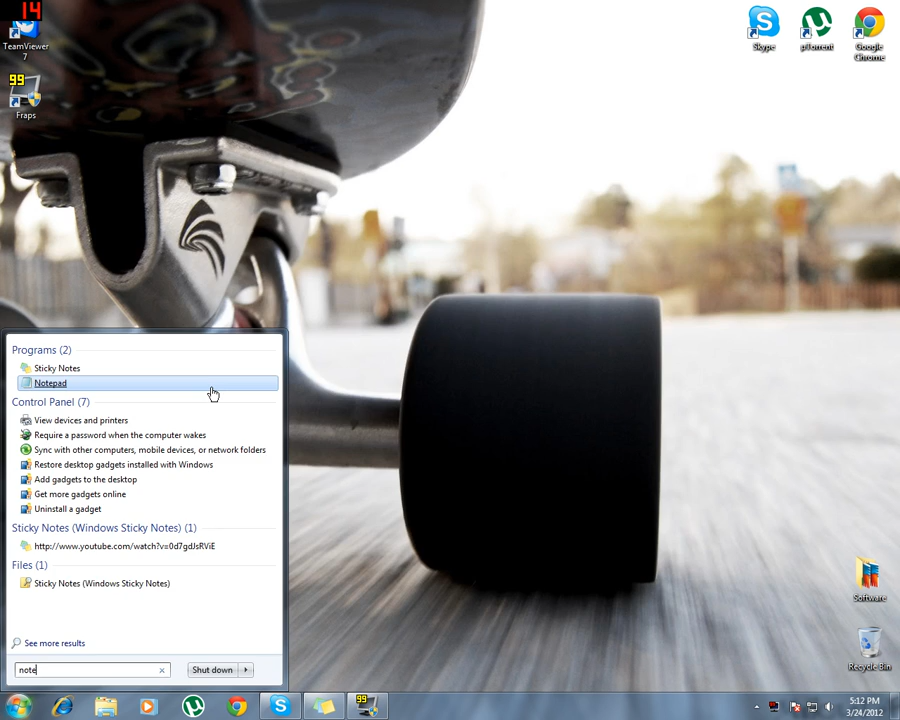 14
TeamViewer
7
99
Fraps
Skype
µTorrent
Google
Chrome
Programs (2)
Sticky Notes
Notepad
Control Panel (7)
View devices and printers
Require a password when the computer wakes
Sync with other computers, mobile devices, or network folders
Restore desktop gadgets installed with Windows
Add gadgets to the desktop
Get more gadgets online
Uninstall a gadget
Sticky Notes (Windows Sticky Notes) (1)
http://www.youtube.com/watch?v=0d7gdJsRViE
Files (1)
Sticky Notes (Windows Sticky Notes)
See more results
note
Shut down
Software
Recycle Bin
99
5:12 PM
3/24/2012